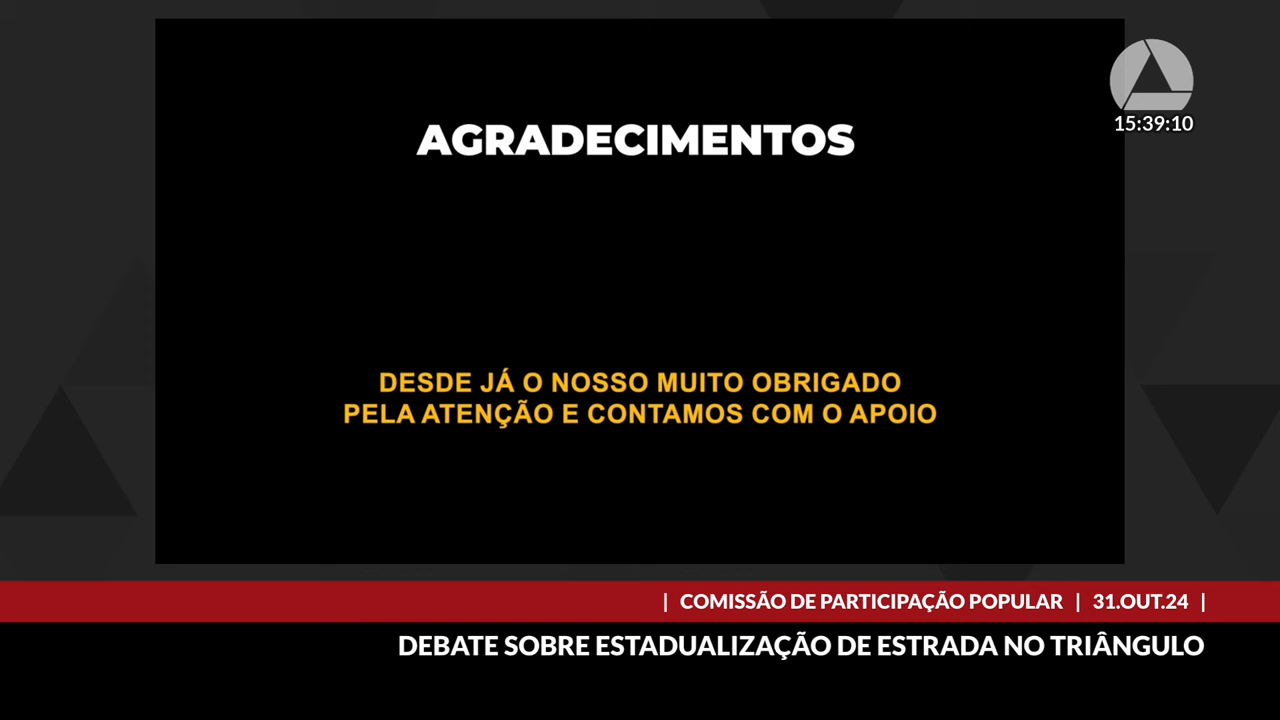 15:39:10
AGRADECIMENTOS
DESDE JÁ O NOSSO MUITO OBRIGADO
PELA ATENÇÃO E CONTAMOS COM O APOIO
| COMISSÃO DE PARTICIPAÇÃO POPULAR | 31.OUT.24 |
DEBATE SOBRE ESTADUALIZAÇÃO DE ESTRADA NO TRIÂNGULO